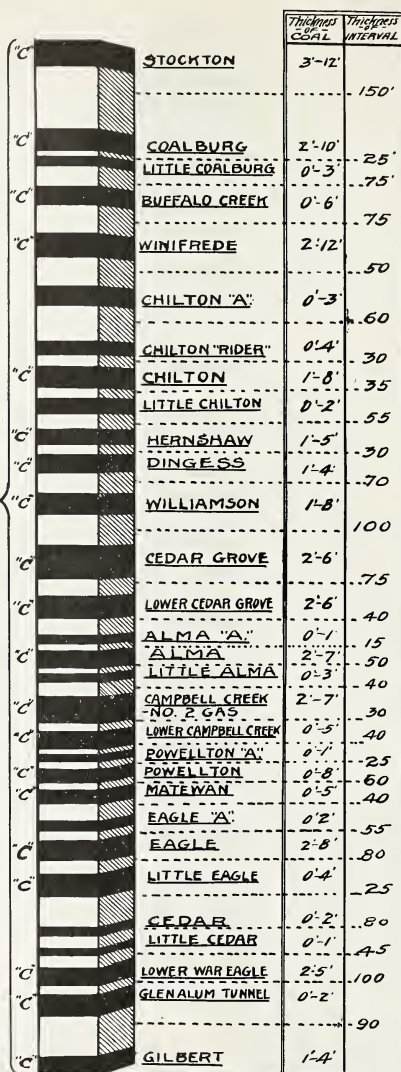 Thickness OF COAL Thickness OF INTERVAL
"C" STOCKTON 3'-12'
150'
"C" COALBURG 2'-10'
25'
LITTLE COALBURG 0'-3'
75'
"C" BUFFALO CREEK 0'-6'
75
"C" WINIFREDE 2'-12'
50
CHILTON "A" 0'-3'
60
CHILTON "RIDER" 0'-4'
30
"C" CHILTON 1'-8'
35
LITTLE CHILTON 0'-2'
55
"C" HERNSHAW 1'-5'
30
"C" DINGESS 1'-4'
70
"C" WILLIAMSON 1'-8'
100
"C" CEDAR GROVE 2'-6'
75
"C" LOWER CEDAR GROVE 2'-6'
40
ALMA "A" 0'-1'
15
"C" ALMA 2'-7'
50
LITTLE ALMA 0'-3'
40
"C" CAMPBELL CREEK 2'-7'
-NO. 2 GAS
30
"C" LOWER CAMPBELL CREEK 0'-5'
40
POWELLTON "A" 0'-1'
25
"C" POWELLTON 0'-8'
60
"C" MATEWAN 0'-5'
40
EAGLE "A" 0'2'
55
"C" EAGLE 2'-8'
80
"C" LITTLE EAGLE 0'-4'
25
CEDAR 0'-2'
80
LITTLE CEDAR 0'-1'
45
"C" LOWER WAR EAGLE 2'-5'
100
"C" GLENALUM TUNNEL 0'-2'
90
"C" GILBERT 1'-4'